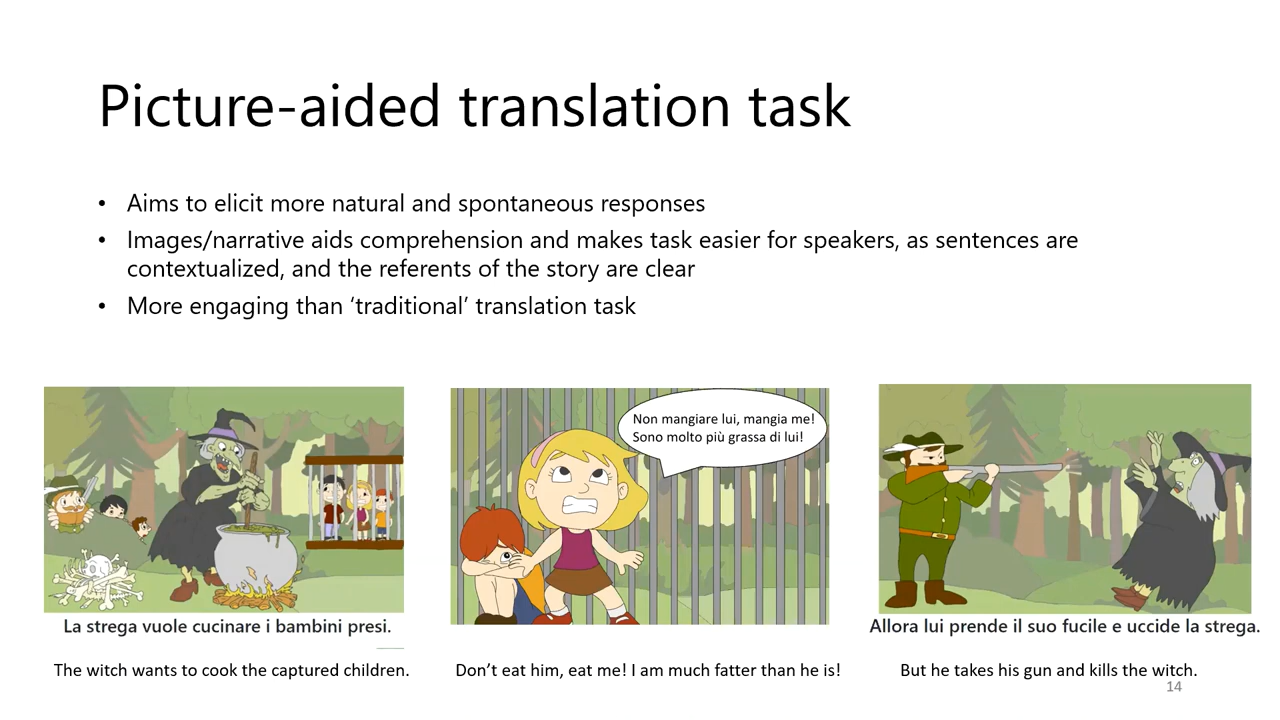 Picture-aided translation task
• Aims to elicit more natural and spontaneous responses
• Images/narrative aids comprehension and makes task easier for speakers, as sentences are
contextualized, and the referents of the story are clear
• More engaging than ‘traditional’ translation task
Non mangiare lui, mangia me!
Sono molto più grassa di lui!
La strega vuole cucinare i bambini presi.
Allora lui prende il suo fucile e uccide la strega.
The witch wants to cook the captured children.
Don’t eat him, eat me! I am much fatter than he is!
But he takes his gun and kills the witch.
14